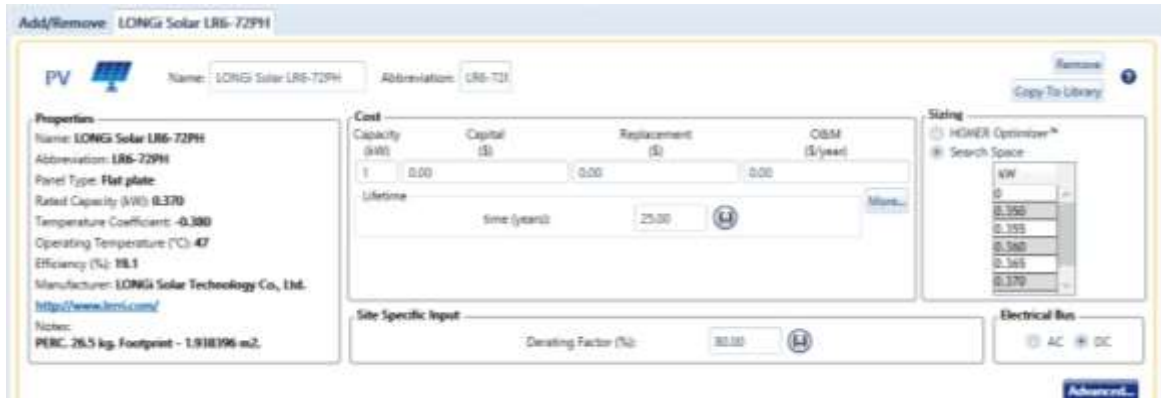 Add/Remove LONGi Solar LR6-72PH
PV
Name: LONGi Solar LR6-72PH
Abbreviation: LR6-72
Remove
Copy To Library
Properties
Name: LONGi Solar LR6-72PH
Abbreviation: LR6-72PH
Panel Type: Flat plate
Rated Capacity (kW): 0.370
Temperature Coefficient: -0.380
Operating Temperature (°C): 47
Efficiency (%): 19.1
Manufacturer: LONGi Solar Technology Co., Ltd.
Notes:
PERC. 26.5 kg. Footprint - 1.938396 m2.
Cost
Capacity (kW)
Capital ($)
Replacement ($)
O&M ($/year)
1 0.00 0.00 0.00
Lifetime
time (years): 25.00
More...
Site Specific Input
Derating Factor (%): 80.00
Sizing
HOMER Optimizer™
Search Space
kW
0
0.350
0.355
0.360
0.365
0.370
Electrical Bus
AC DC
Advanced...